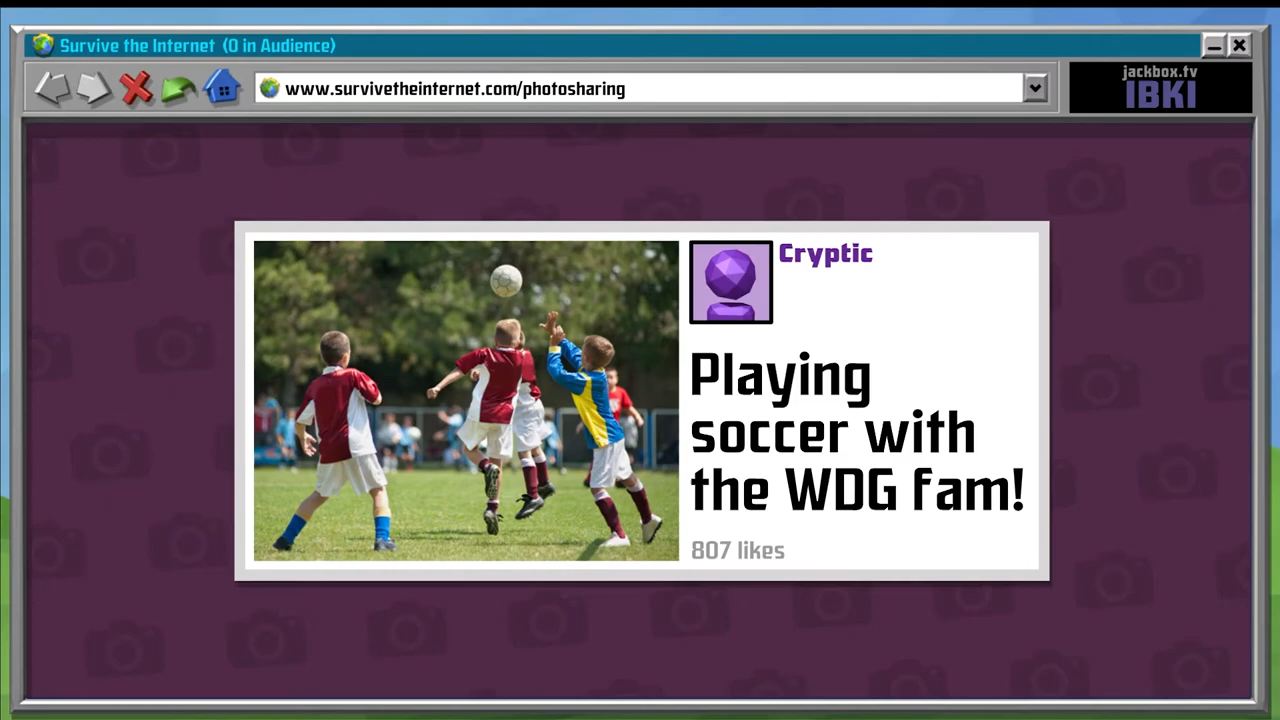 Survive the Internet (0 in Audience)
www.survivetheinternet.com/photosharing
jackbox.tv
IBKI
Cryptic
Playing
soccer with
the WDG fam!
807 likes